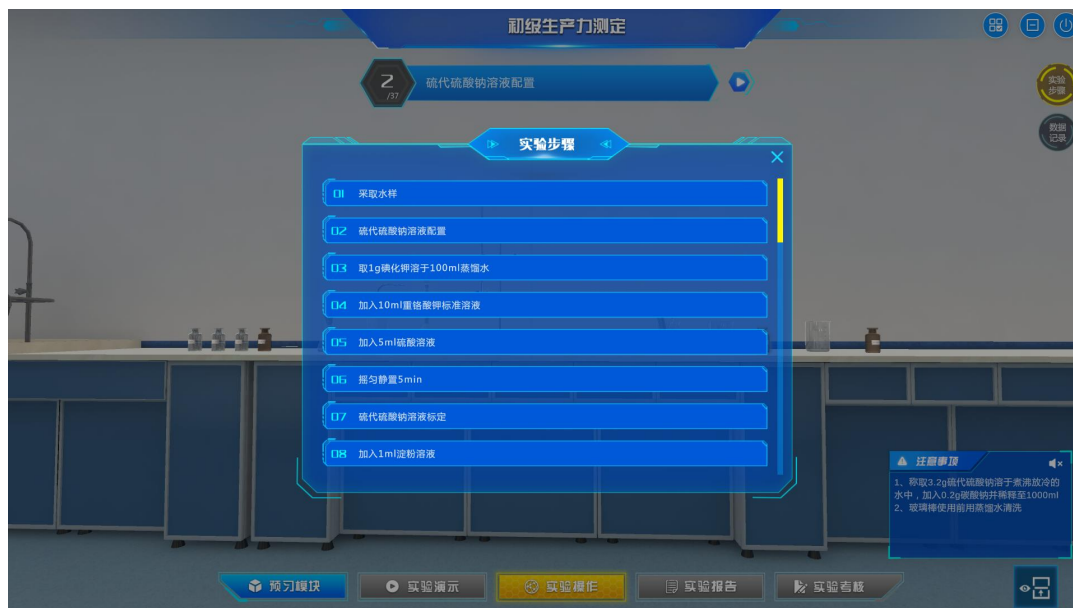 初级生产力测定
2
/37
硫代硫酸钠溶液配置
实验
步骤
数据
记录
实验步骤
01 采取水样
02 硫代硫酸钠溶液配置
03 取1g碘化钾溶于100ml蒸馏水
04 加入10ml重铬酸钾标准溶液
05 加入5ml硫酸溶液
06 摇匀静置5min
07 硫代硫酸钠溶液标定
08 加入1ml淀粉溶液
注意事项
1、称取3.2g硫代硫酸钠溶于煮沸放冷的
水中，加入0.2g碳酸钠并稀释至1000ml
2、玻璃棒使用前用蒸馏水清洗
预习模块
实验演示
实验操作
实验报告
实验考核